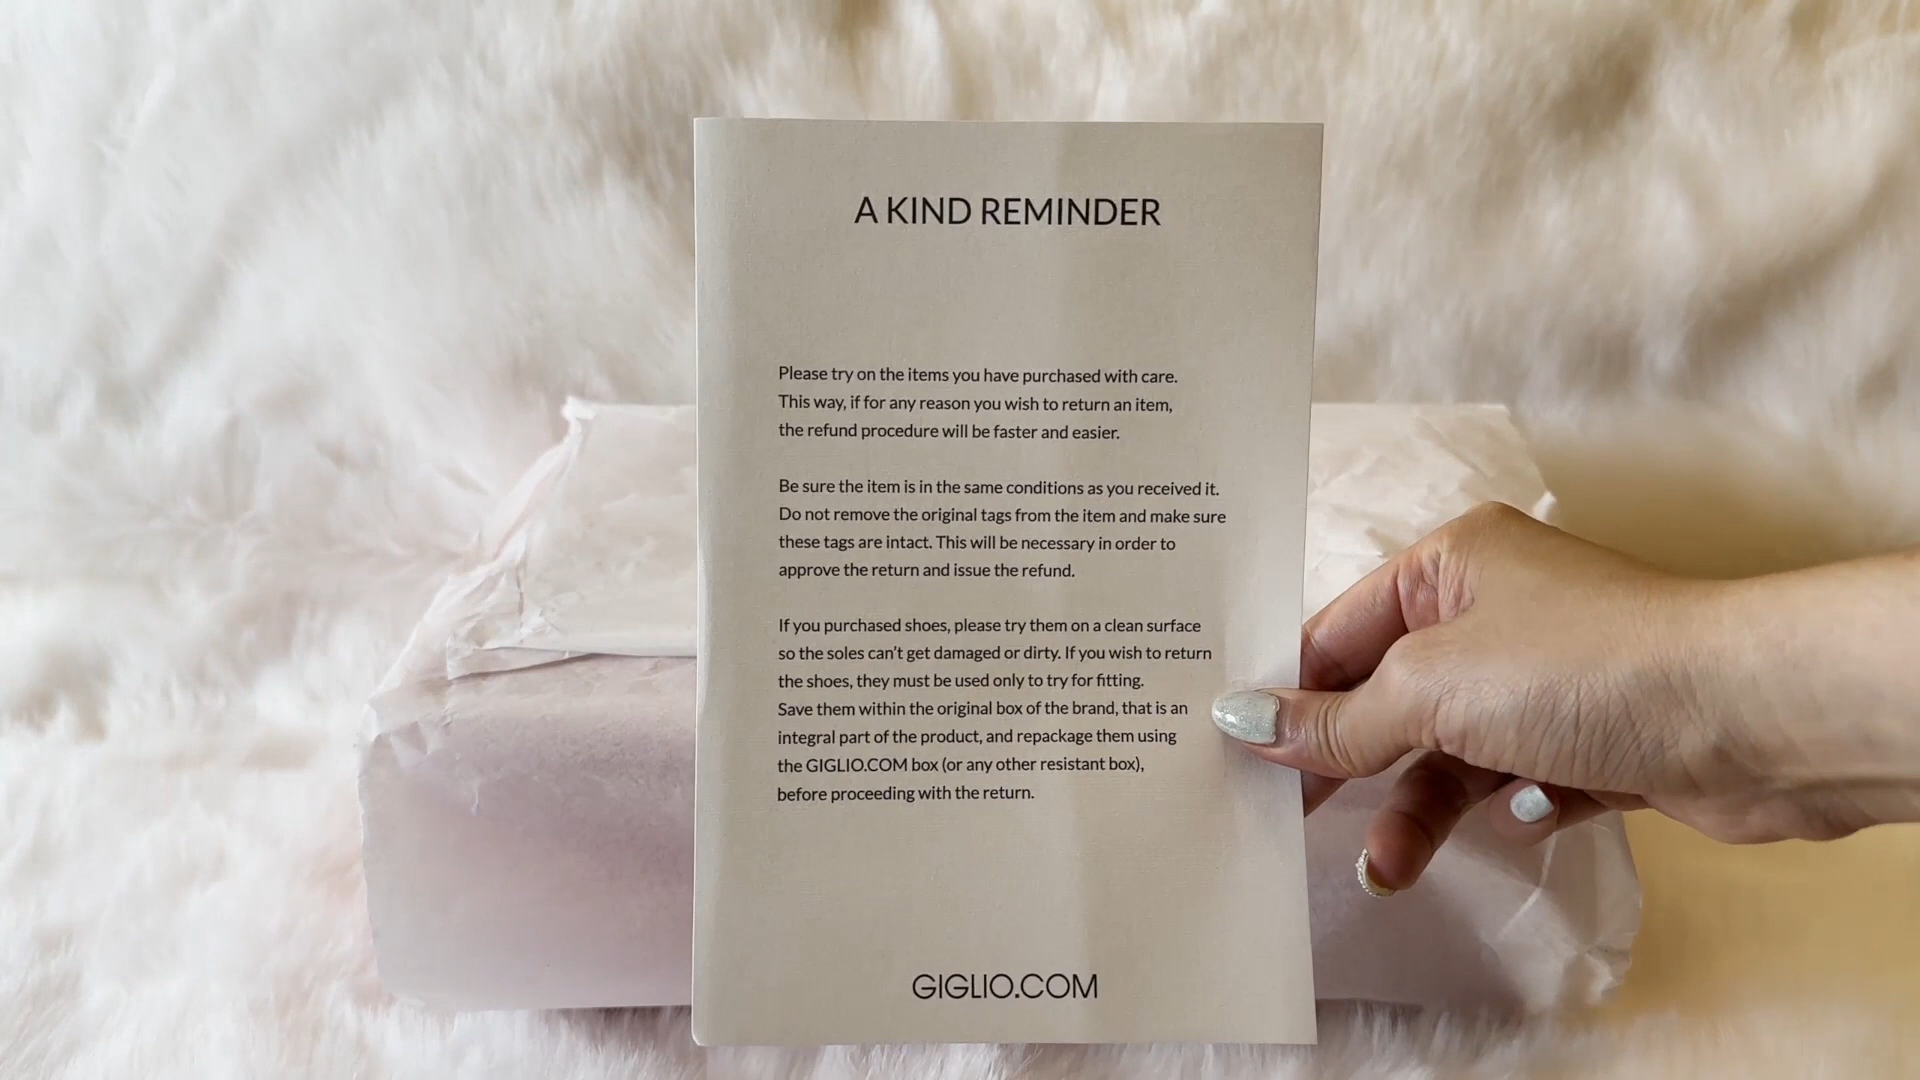 A KIND REMINDER
Please try on the items you have purchased with care.
This way, if for any reason you wish to return an item,
the refund procedure will be faster and easier.
Be sure the item is in the same conditions as you received it.
Do not remove the original tags from the item and make sure
these tags are intact. This will be necessary in order to
approve the return and issue the refund.
If you purchased shoes, please try them on a clean surface
so the soles can't get damaged or dirty. If you wish to return
the shoes, they must be used only to try for fitting.
Save them within the original box of the brand, that is an
integral part of the product, and repackage them using
the GIGLIO.COM box (or any other resistant box),
before proceeding with the return.
GIGLIO.COM